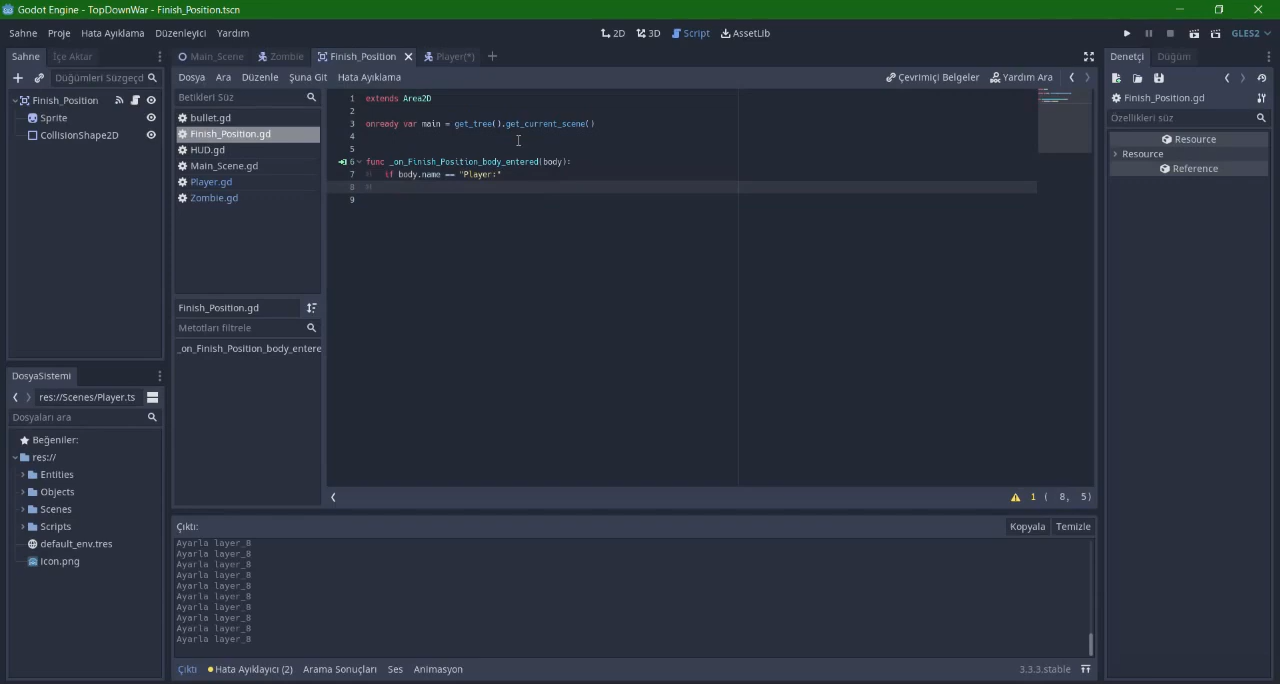 Godot Engine - TopDownWar - Finish_Position.tscn
Sahne Proje Hata Ayıklama Düzenleyici Yardım
2D 3D Script AssetLib
GLES2
Sahne İçe Aktar
Main_Scene Zombie Finish_Position Player(*)
Denetçi Düğüm
Düğümleri Süzgeçd
Dosya Ara Düzenle Şuna Git Hata Ayıklama
Çevrimiçi Belgeler Yardım Ara
Finish_Position
Sprite
CollisionShape2D
Betikleri Süz
bullet.gd
Finish_Position.gd
HUD.gd
Main_Scene.gd
Player.gd
Zombie.gd
Finish_Position.gd
Metotları filtrele
_on_Finish_Position_body_entere
1 extends Area2D
2
3 onready var main = get_tree().get_current_scene()
4
5
6 func _on_Finish_Position_body_entered(body):
7 if body.name == "Player:"
8
9
1 ( 8, 5)
Finish_Position.gd
Özellikleri süz
Resource
Resource
Reference
DosyaSistemi
res://Scenes/Player.ts
Dosyaları ara
Beğeniler:
res://
Entities
Objects
Scenes
Scripts
default_env.tres
icon.png
Çıktı:
Kopyala Temizle
Ayarla layer_8
Ayarla layer_8
Ayarla layer_8
Ayarla layer_8
Ayarla layer_8
Ayarla layer_8
Ayarla layer_8
Ayarla layer_8
Ayarla layer_8
Ayarla layer_8
Çıktı Hata Ayıklayıcı (2) Arama Sonuçları Ses Animasyon
3.3.3.stable